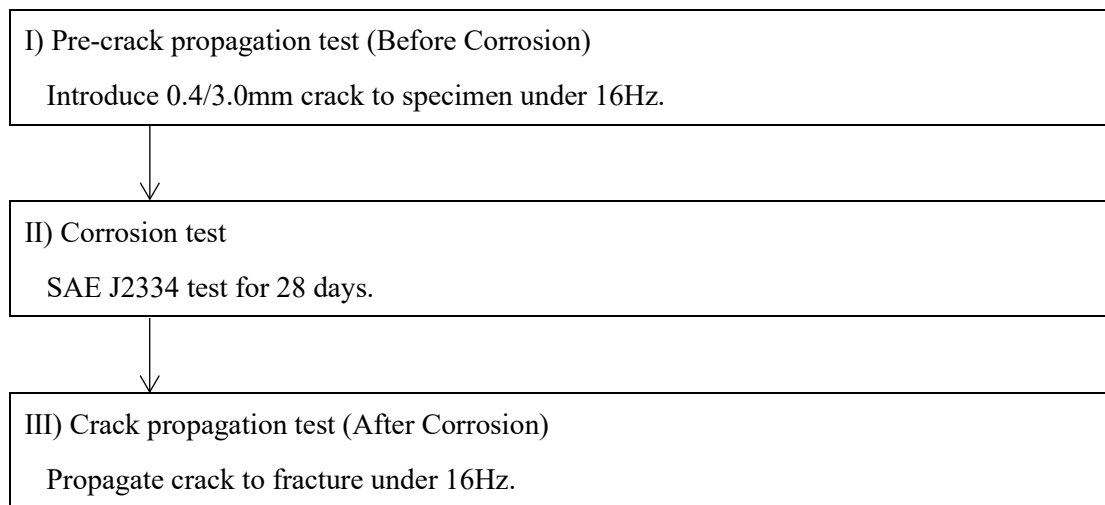 I) Pre-crack propagation test (Before Corrosion)
Introduce 0.4/3.0mm crack to specimen under 16Hz.
II) Corrosion test
SAE J2334 test for 28 days.
III) Crack propagation test (After Corrosion)
Propagate crack to fracture under 16Hz.